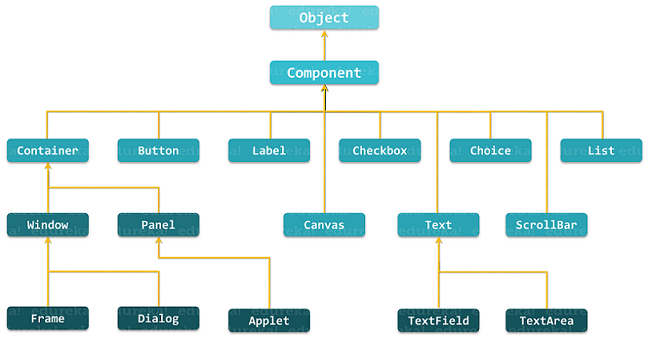 Object
Component
Container
Button
Label
Checkbox
Choice
List
Window
Panel
Canvas
Text
ScrollBar
Frame
Dialog
Applet
TextField
TextArea